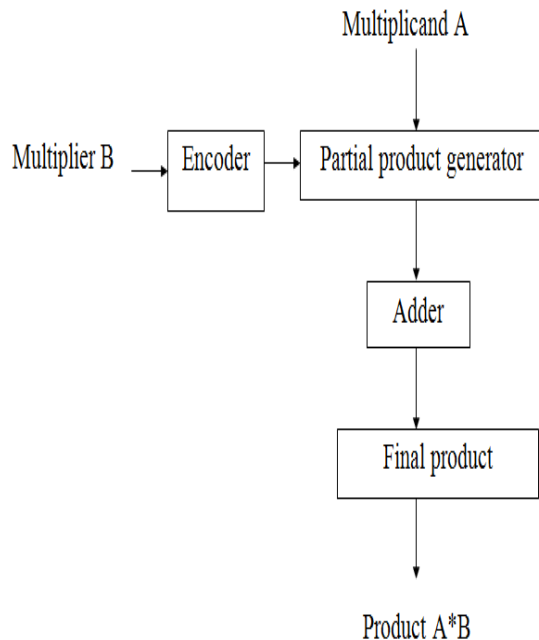 Multiplicand A
Multiplier B
Encoder
Partial product generator
Adder
Final product
Product A*B